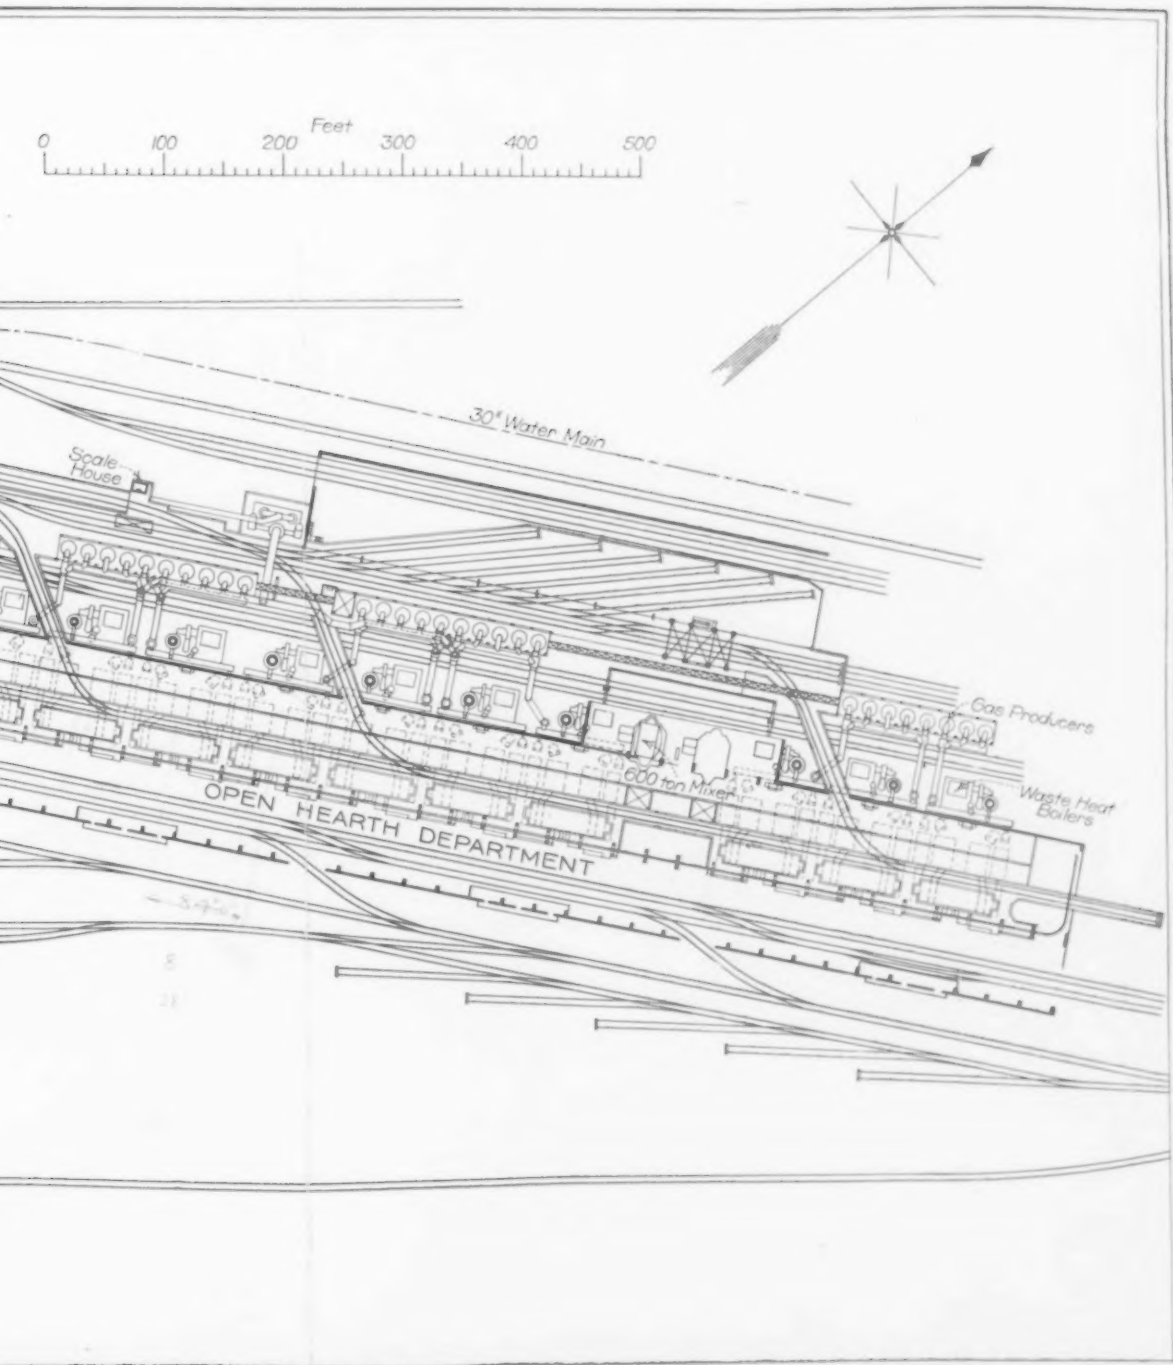 Feet
0 100 200 300 400 500
30" Water Main
Scale
House
Gas Producers
600 ton Mixer
Waste Heat
Boilers
OPEN HEARTH DEPARTMENT
8